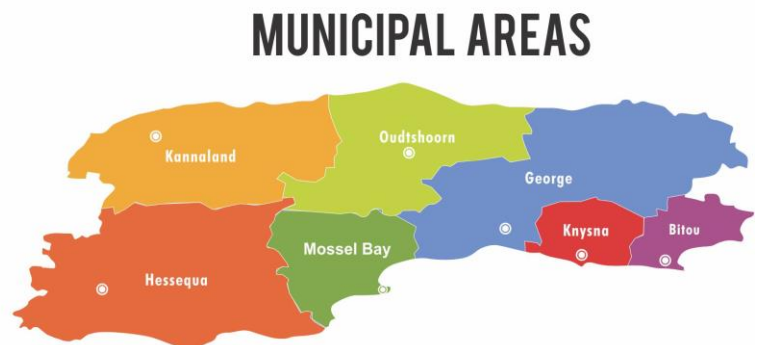 MUNICIPAL AREAS
Oudtshoorn
Kannaland
George
Knysna
Bitou
Mossel Bay
Hessequa